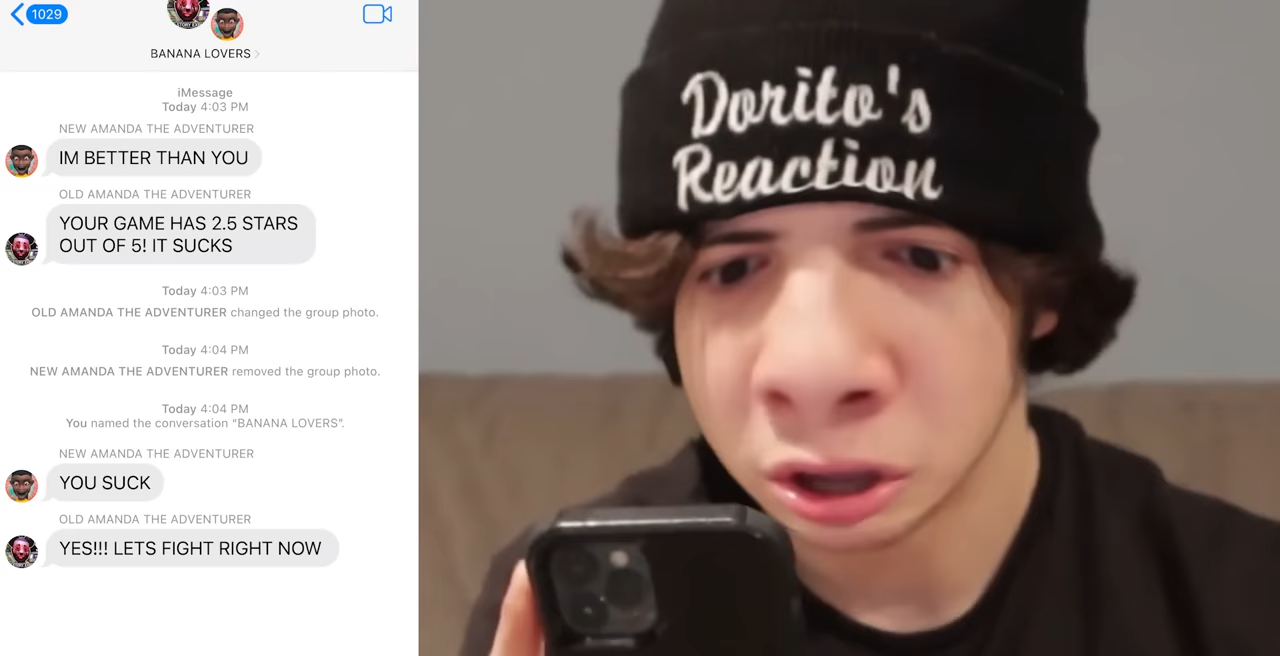 1029
BANANA LOVERS
iMessage
Today 4:03 PM
NEW AMANDA THE ADVENTURER
IM BETTER THAN YOU
OLD AMANDA THE ADVENTURER
YOUR GAME HAS 2.5 STARS
OUT OF 5! IT SUCKS
Today 4:03 PM
OLD AMANDA THE ADVENTURER changed the group photo.
Today 4:04 PM
NEW AMANDA THE ADVENTURER removed the group photo.
Today 4:04 PM
You named the conversation “BANANA LOVERS”.
NEW AMANDA THE ADVENTURER
YOU SUCK
OLD AMANDA THE ADVENTURER
YES!!! LETS FIGHT RIGHT NOW
Dorito's
Reaction